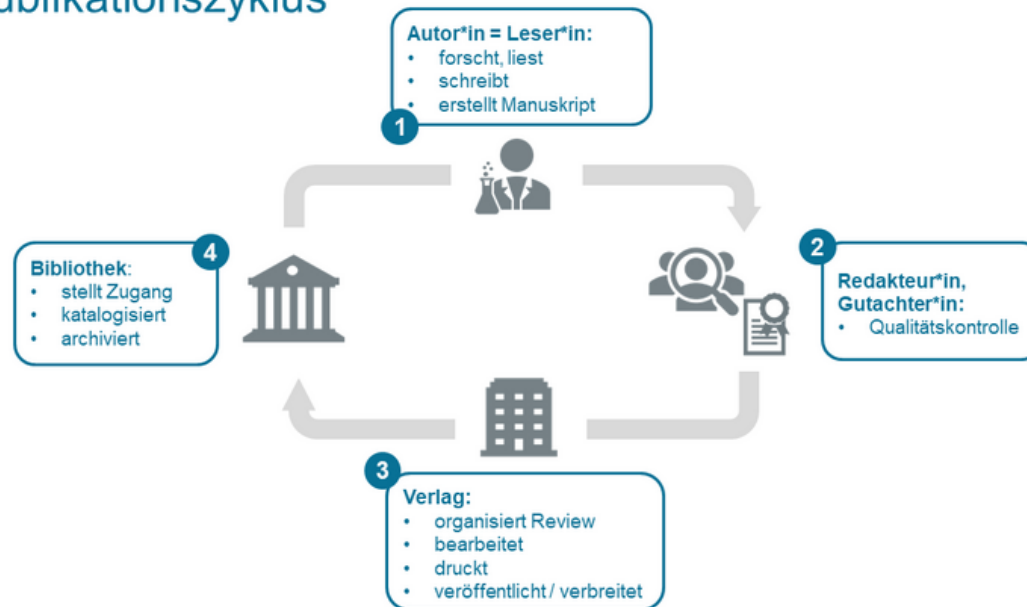 ublikationszyklus
Autor*in = Leser*in:
• forscht, liest
• schreibt
• erstellt Manuskript
1
2
Redakteur*in,
Gutachter*in:
• Qualitätskontrolle
3
Verlag:
• organisiert Review
• bearbeitet
• druckt
• veröffentlicht / verbreitet
4
Bibliothek:
• stellt Zugang
• katalogisiert
• archiviert